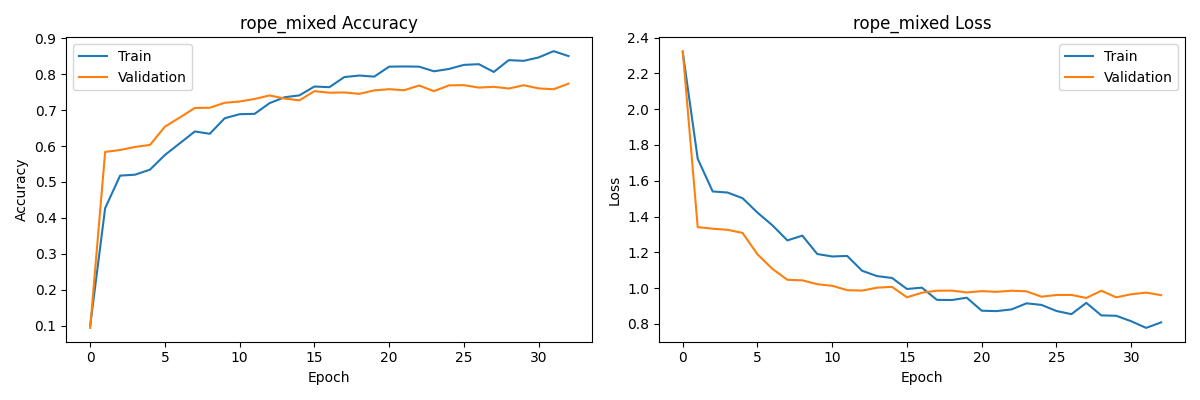 rope_mixed Accuracy
Train
Validation
Accuracy
0.9
0.8
0.7
0.6
0.5
0.4
0.3
0.2
0.1
0 5 10 15 20 25 30
Epoch
rope_mixed Loss
Train
Validation
Loss
2.4
2.2
2.0
1.8
1.6
1.4
1.2
1.0
0.8
0 5 10 15 20 25 30
Epoch